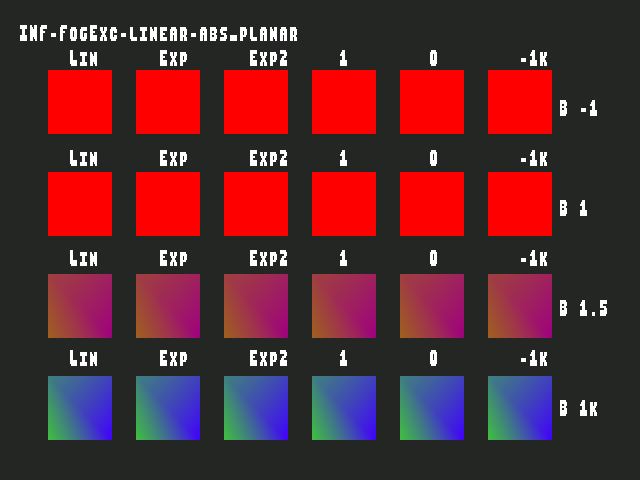 INF-FOGEXC-LINEAR-ABS_PLANAR
LIN EXP EXP2 1 0 -1K
B -1
LIN EXP EXP2 1 0 -1K
B 1
LIN EXP EXP2 1 0 -1K
B 1.5
LIN EXP EXP2 1 0 -1K
B 1K